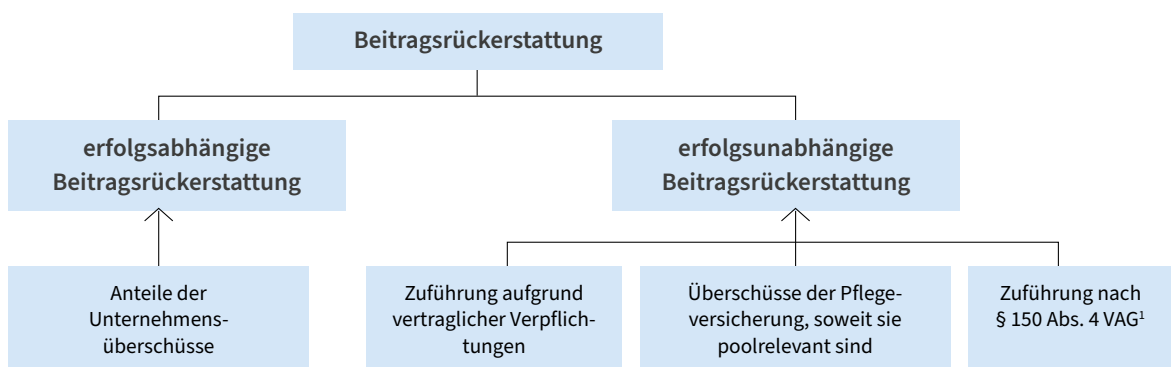 Beitragsrückerstattung
erfolgsabhängige
Beitragsrückerstattung
erfolgsunabhängige
Beitragsrückerstattung
Anteile der
Unternehmens-
überschüsse
Zuführung aufgrund
vertraglicher Verpflich-
tungen
Überschüsse der Pflege-
versicherung, soweit sie
poolrelevant sind
Zuführung nach
§ 150 Abs. 4 VAG¹